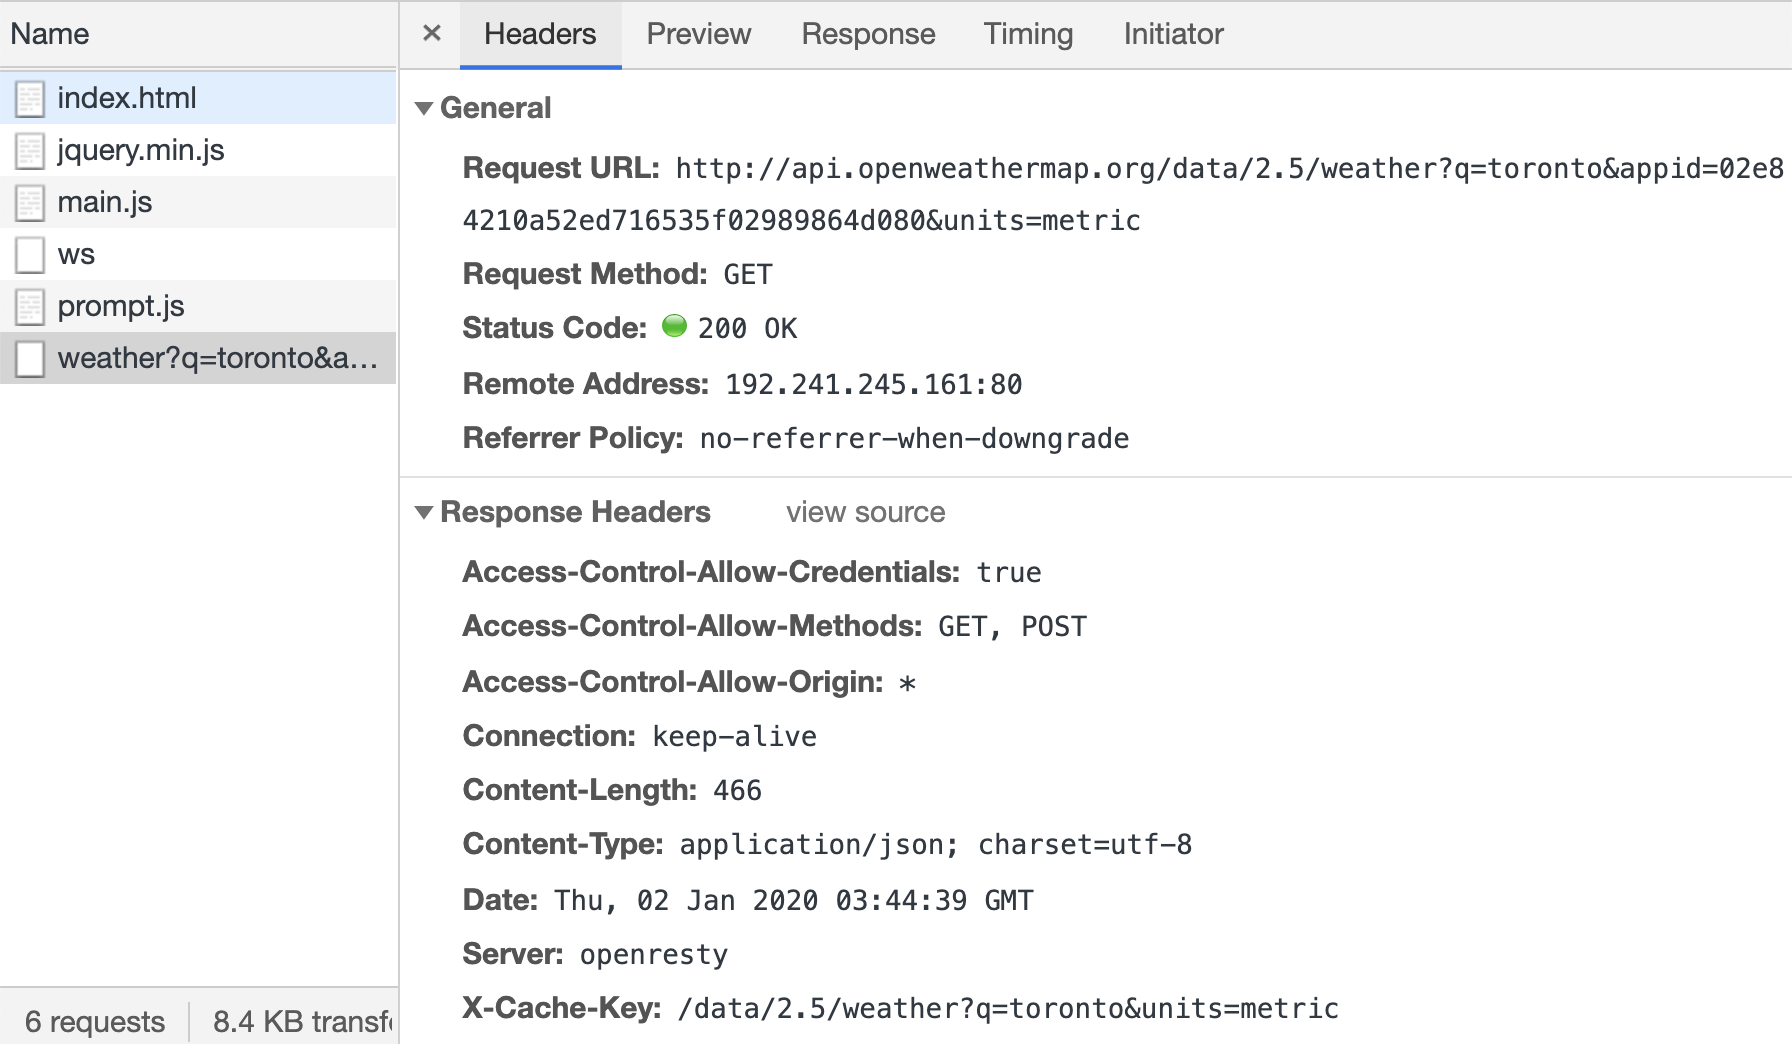 Name
index.html
jquery.min.js
main.js
ws
prompt.js
weather?q=toronto&a…
6 requests
8.4 KB transf
× Headers Preview Response Timing Initiator
General
Request URL: http://api.openweathermap.org/data/2.5/weather?q=toronto&appid=02e8
4210a52ed716535f02989864d080&units=metric
Request Method: GET
Status Code: 200 OK
Remote Address: 192.241.245.161:80
Referrer Policy: no-referrer-when-downgrade
Response Headers view source
Access-Control-Allow-Credentials: true
Access-Control-Allow-Methods: GET, POST
Access-Control-Allow-Origin: *
Connection: keep-alive
Content-Length: 466
Content-Type: application/json; charset=utf-8
Date: Thu, 02 Jan 2020 03:44:39 GMT
Server: openresty
X-Cache-Key: /data/2.5/weather?q=toronto&units=metric